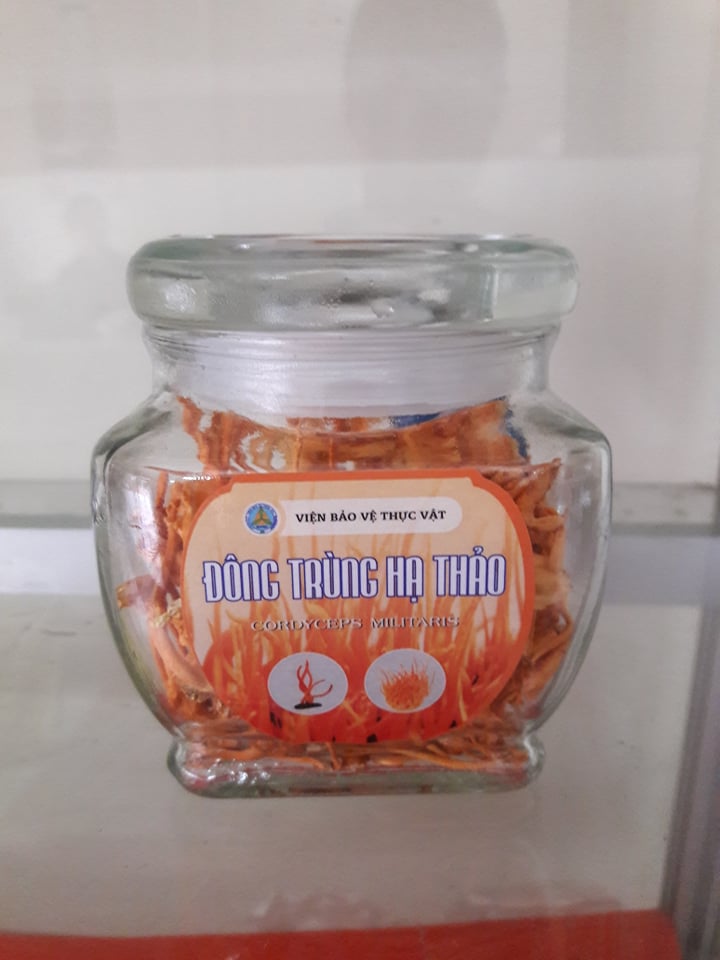 VIỆN BẢO VỆ THỰC VẬT
ĐÔNG TRÙNG HẠ THẢO
CORDYCEPS MILITARIS